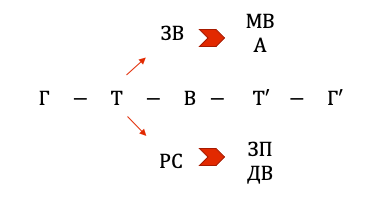 МВ
ЗВ
А
Г – Т – В – Т′ – Г′
РС
ЗП
ДВ